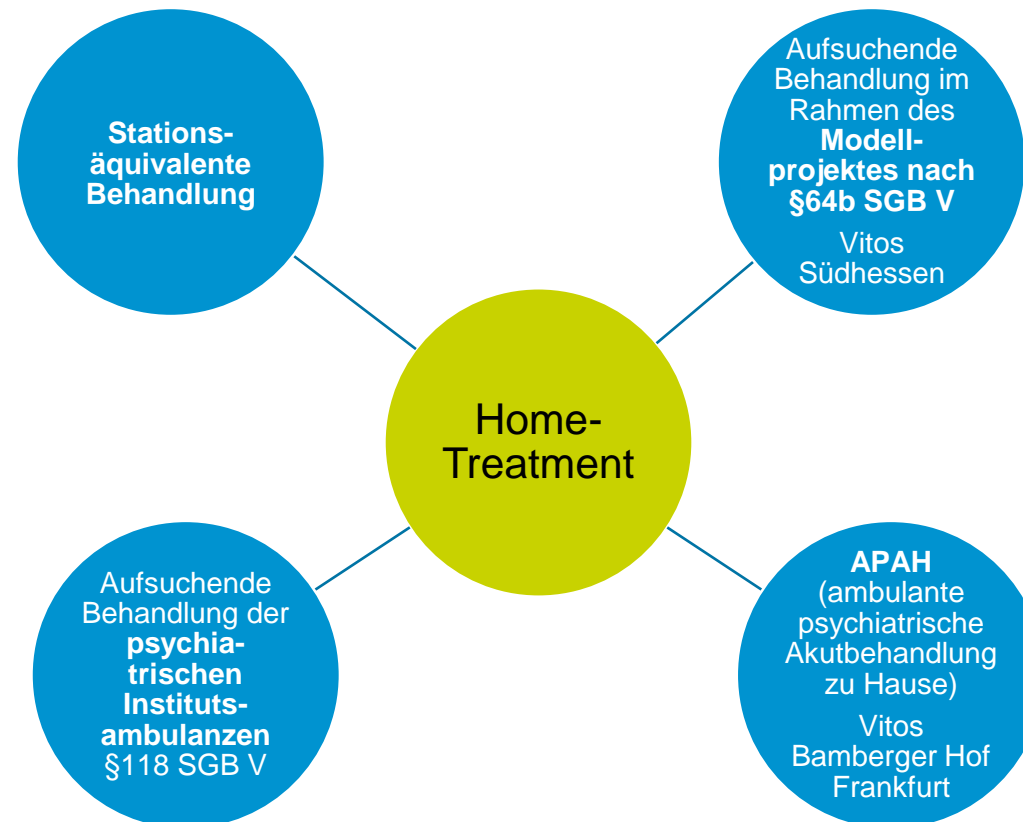 Stations-
äquivalente
Behandlung
Aufsuchende
Behandlung im
Rahmen des
Modell-
projektes nach
§64b SGB V
Vitos
Südhessen
Home-
Treatment
Aufsuchende
Behandlung der
psychia-
trischen
Instituts-
ambulanzen
§118 SGB V
APAH
(ambulante
psychiatrische
Akutbehandlung
zu Hause)
Vitos
Bamberger Hof
Frankfurt